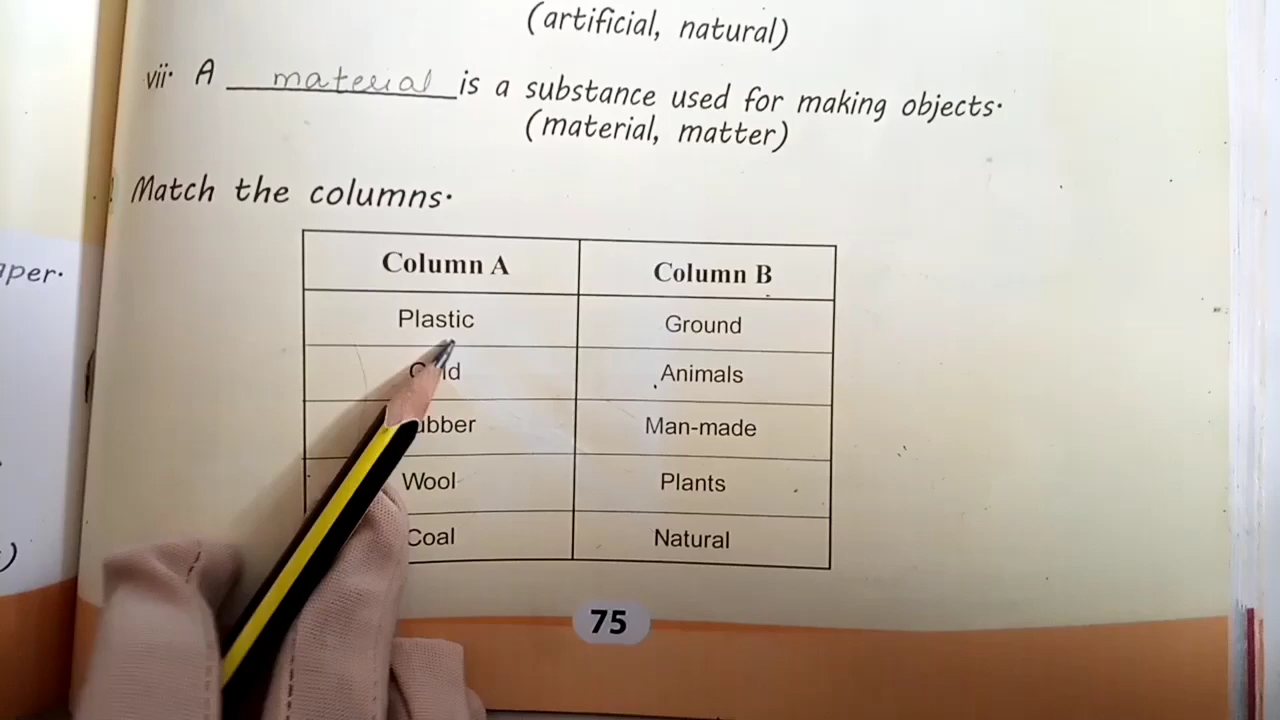 (artificial, natural)
vii. A material is a substance used for making objects.
(material, matter)
Match the columns.
aper.
Column A Column B
Plastic Ground
Animals
Man-made
Wool Plants
Coal Natural
75
)